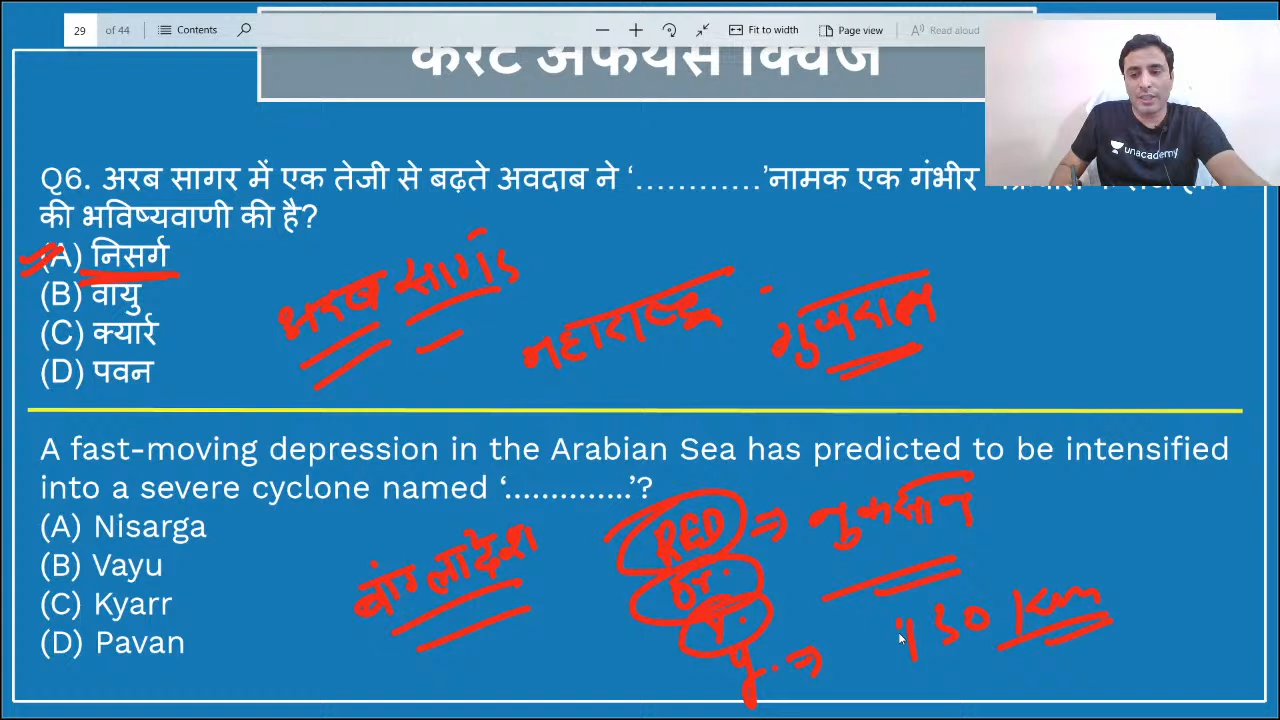 29 of 44 Contents Fit to width Page view Read aloud
करेंट अफेयर्स क्विज
unacademy
Q6. अरब सागर में एक तेजी से बढ़ते अवदाब ने ‘………….’नामक एक गंभीर
की भविष्यवाणी की है?
(A) निसर्ग
(B) वायु
(C) क्यार्र
(D) पवन
अरब सागर
महाराष्ट्र
गुजरात
A fast-moving depression in the Arabian Sea has predicted to be intensified
into a severe cyclone named ‘..............’?
(A) Nisarga
(B) Vayu
(C) Kyarr
(D) Pavan
बांग्लादेश
RED ⇒ नुकसान
Or.
130 km